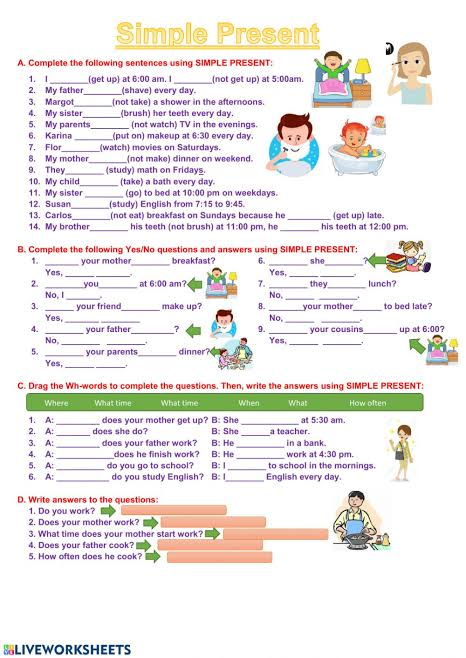 Simple Present
A. Complete the following sentences using SIMPLE PRESENT:
1. I ________(get up) at 6:00 am. I ________(not get up) at 5:00am.
2. My father________(shave) every day.
3. Margot________(not take) a shower in the afternoons.
4. My sister________(brush) her teeth every day.
5. My parents________(not watch) TV in the evenings.
6. Karina ________(put on) makeup at 6:30 every day.
7. Flor________(watch) movies on Saturdays.
8. My mother________(not make) dinner on weekend.
9. They________ (study) math on Fridays.
10. My child________ (take) a bath every day.
11. My sister ________ (go) to bed at 10:00 pm on weekdays.
12. Susan________(study) English from 7:15 to 9:45.
13. Carlos________(not eat) breakfast on Sundays because he ________ (get up) late.
14. My brother________ his teeth (not brush) at 11:00 pm, he ________ his teeth at 12:00 pm.
B. Complete the following Yes/No questions and answers using SIMPLE PRESENT:
1. _______ your mother_________ breakfast?
Yes, _______ ________.
2. ________you________ at 6:00 am?
No, I _______.
3. _______ your friend________ make up?
Yes, _______ ________
4. _______ your father________?
No, _______ ________.
5. _______ your parents_______ dinner?
Yes, ______ _______.
6. _______ she________?
Yes, ______ _______.
7. _______ they_______ lunch?
No, ______ _______.
8. _______your mother_______ to bed late?
Yes, ______ _______.
9. _______ your cousins_______ up at 6:00?
No, ______ _______.
C. Drag the Wh-words to complete the questions. Then, write the answers using SIMPLE PRESENT:
Where What time What time When What How often
1. A: ________ does your mother get up? B: She ________ at 5:30 am.
2. A: ________ does she do? B: She ______a teacher.
3. A: ________ does your father work? B: He ________ in a bank.
4. A: ________does he finish work? B: He ________ work at 4:30 pm.
5. A: ________ do you go to school? B: I ________ to school in the mornings.
6. A: ________ do you study English? B: I________ English every day.
D. Write answers to the questions:
1. Do you work?
2. Does your mother work?
3. What time does your mother start work?
4. Does your father cook?
5. How often does he cook?
LIVEWORKSHEETS